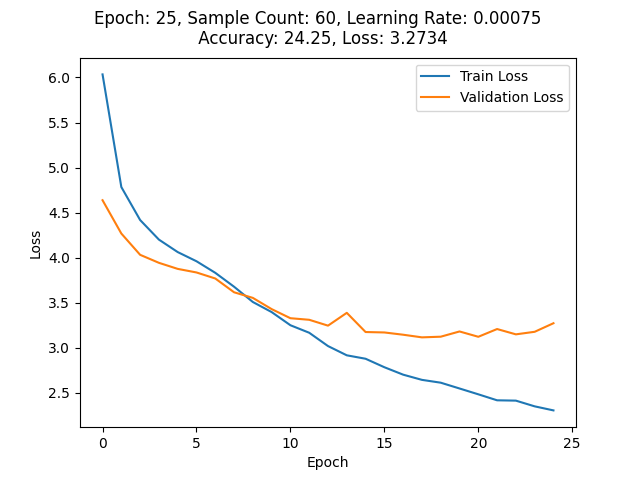 Epoch: 25, Sample Count: 60, Learning Rate: 0.00075
Accuracy: 24.25, Loss: 3.2734
6.0
5.5
5.0
4.5
4.0
3.5
3.0
2.5
Loss
Train Loss
Validation Loss
0 5 10 15 20 25
Epoch